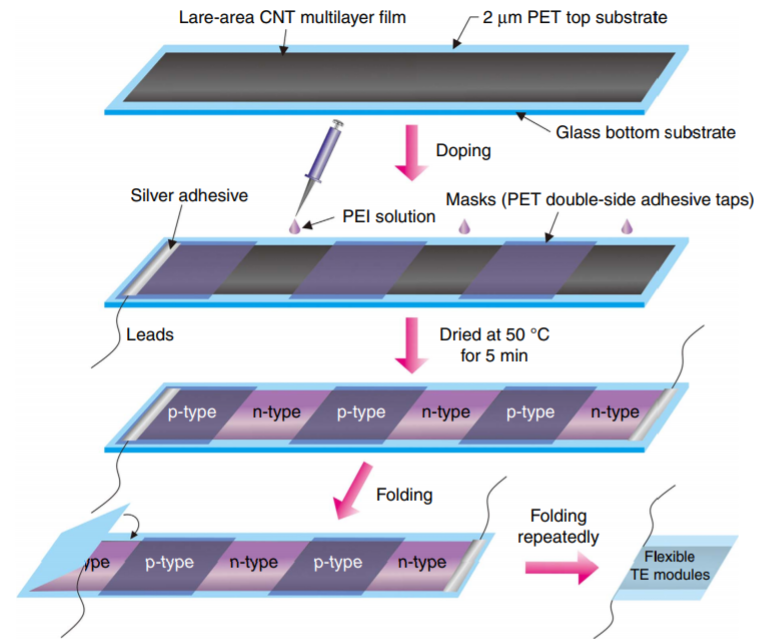 Lare-area CNT multilayer film
2 μm PET top substrate
Glass bottom substrate
Doping
Silver adhesive
PEI solution
Masks (PET double-side adhesive taps)
Leads
Dried at 50 °C
for 5 min
p-type
n-type
p-type
n-type
p-type
n-type
Folding
Folding
repeatedly
ype
p-type
n-type
p-type
n-type
Flexible
TE modules